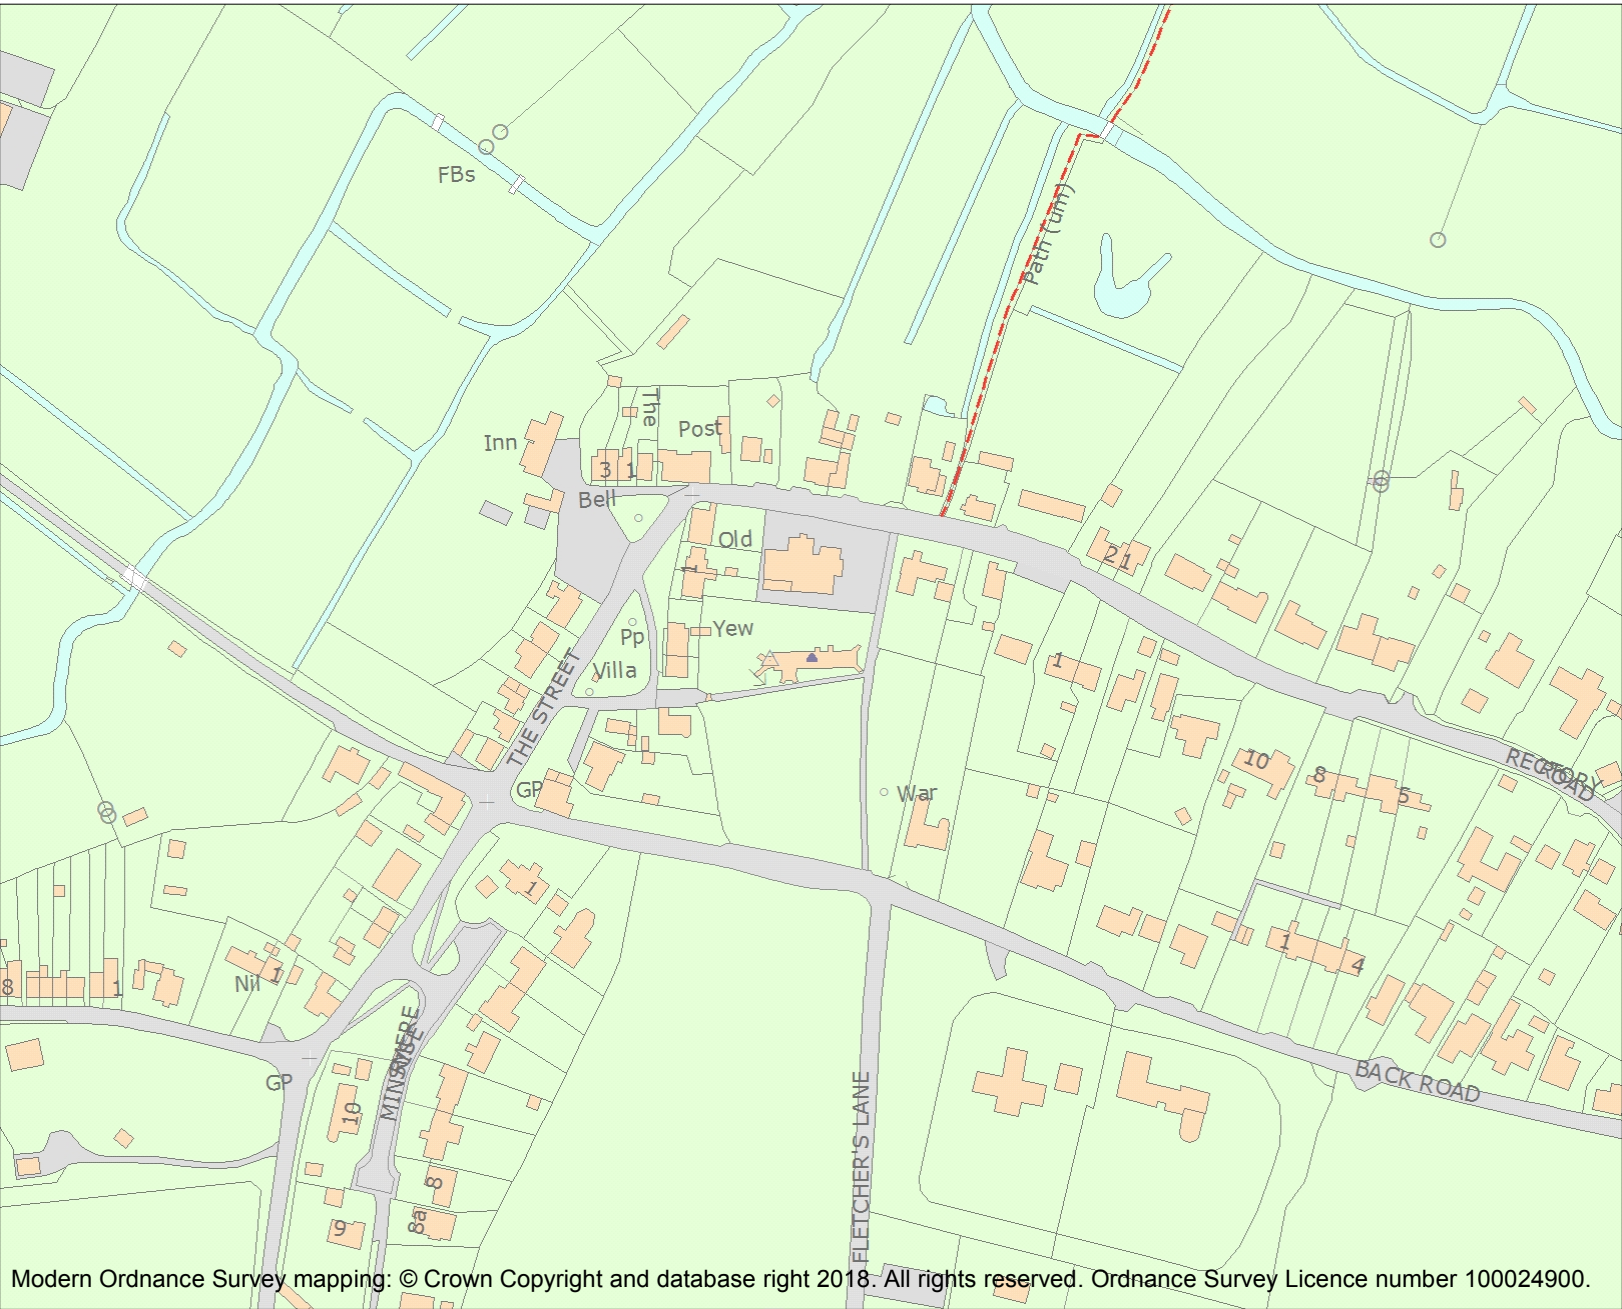 FBs
Path (um)
The
Post
Inn
3
1
Bell
Old
1
21
Pp
Yew
Villa
1
THE STREET
GP
War
10
8
5
RECTORY
ROAD
1
1
4
8
1
Nil
1
MINSMERE
RISE
GP
10
BACK ROAD
FLETCHER'S LANE
8
8a
9
Modern Ordnance Survey mapping: © Crown Copyright and database right 2018. All rights reserved. Ordnance Survey Licence number 100024900.